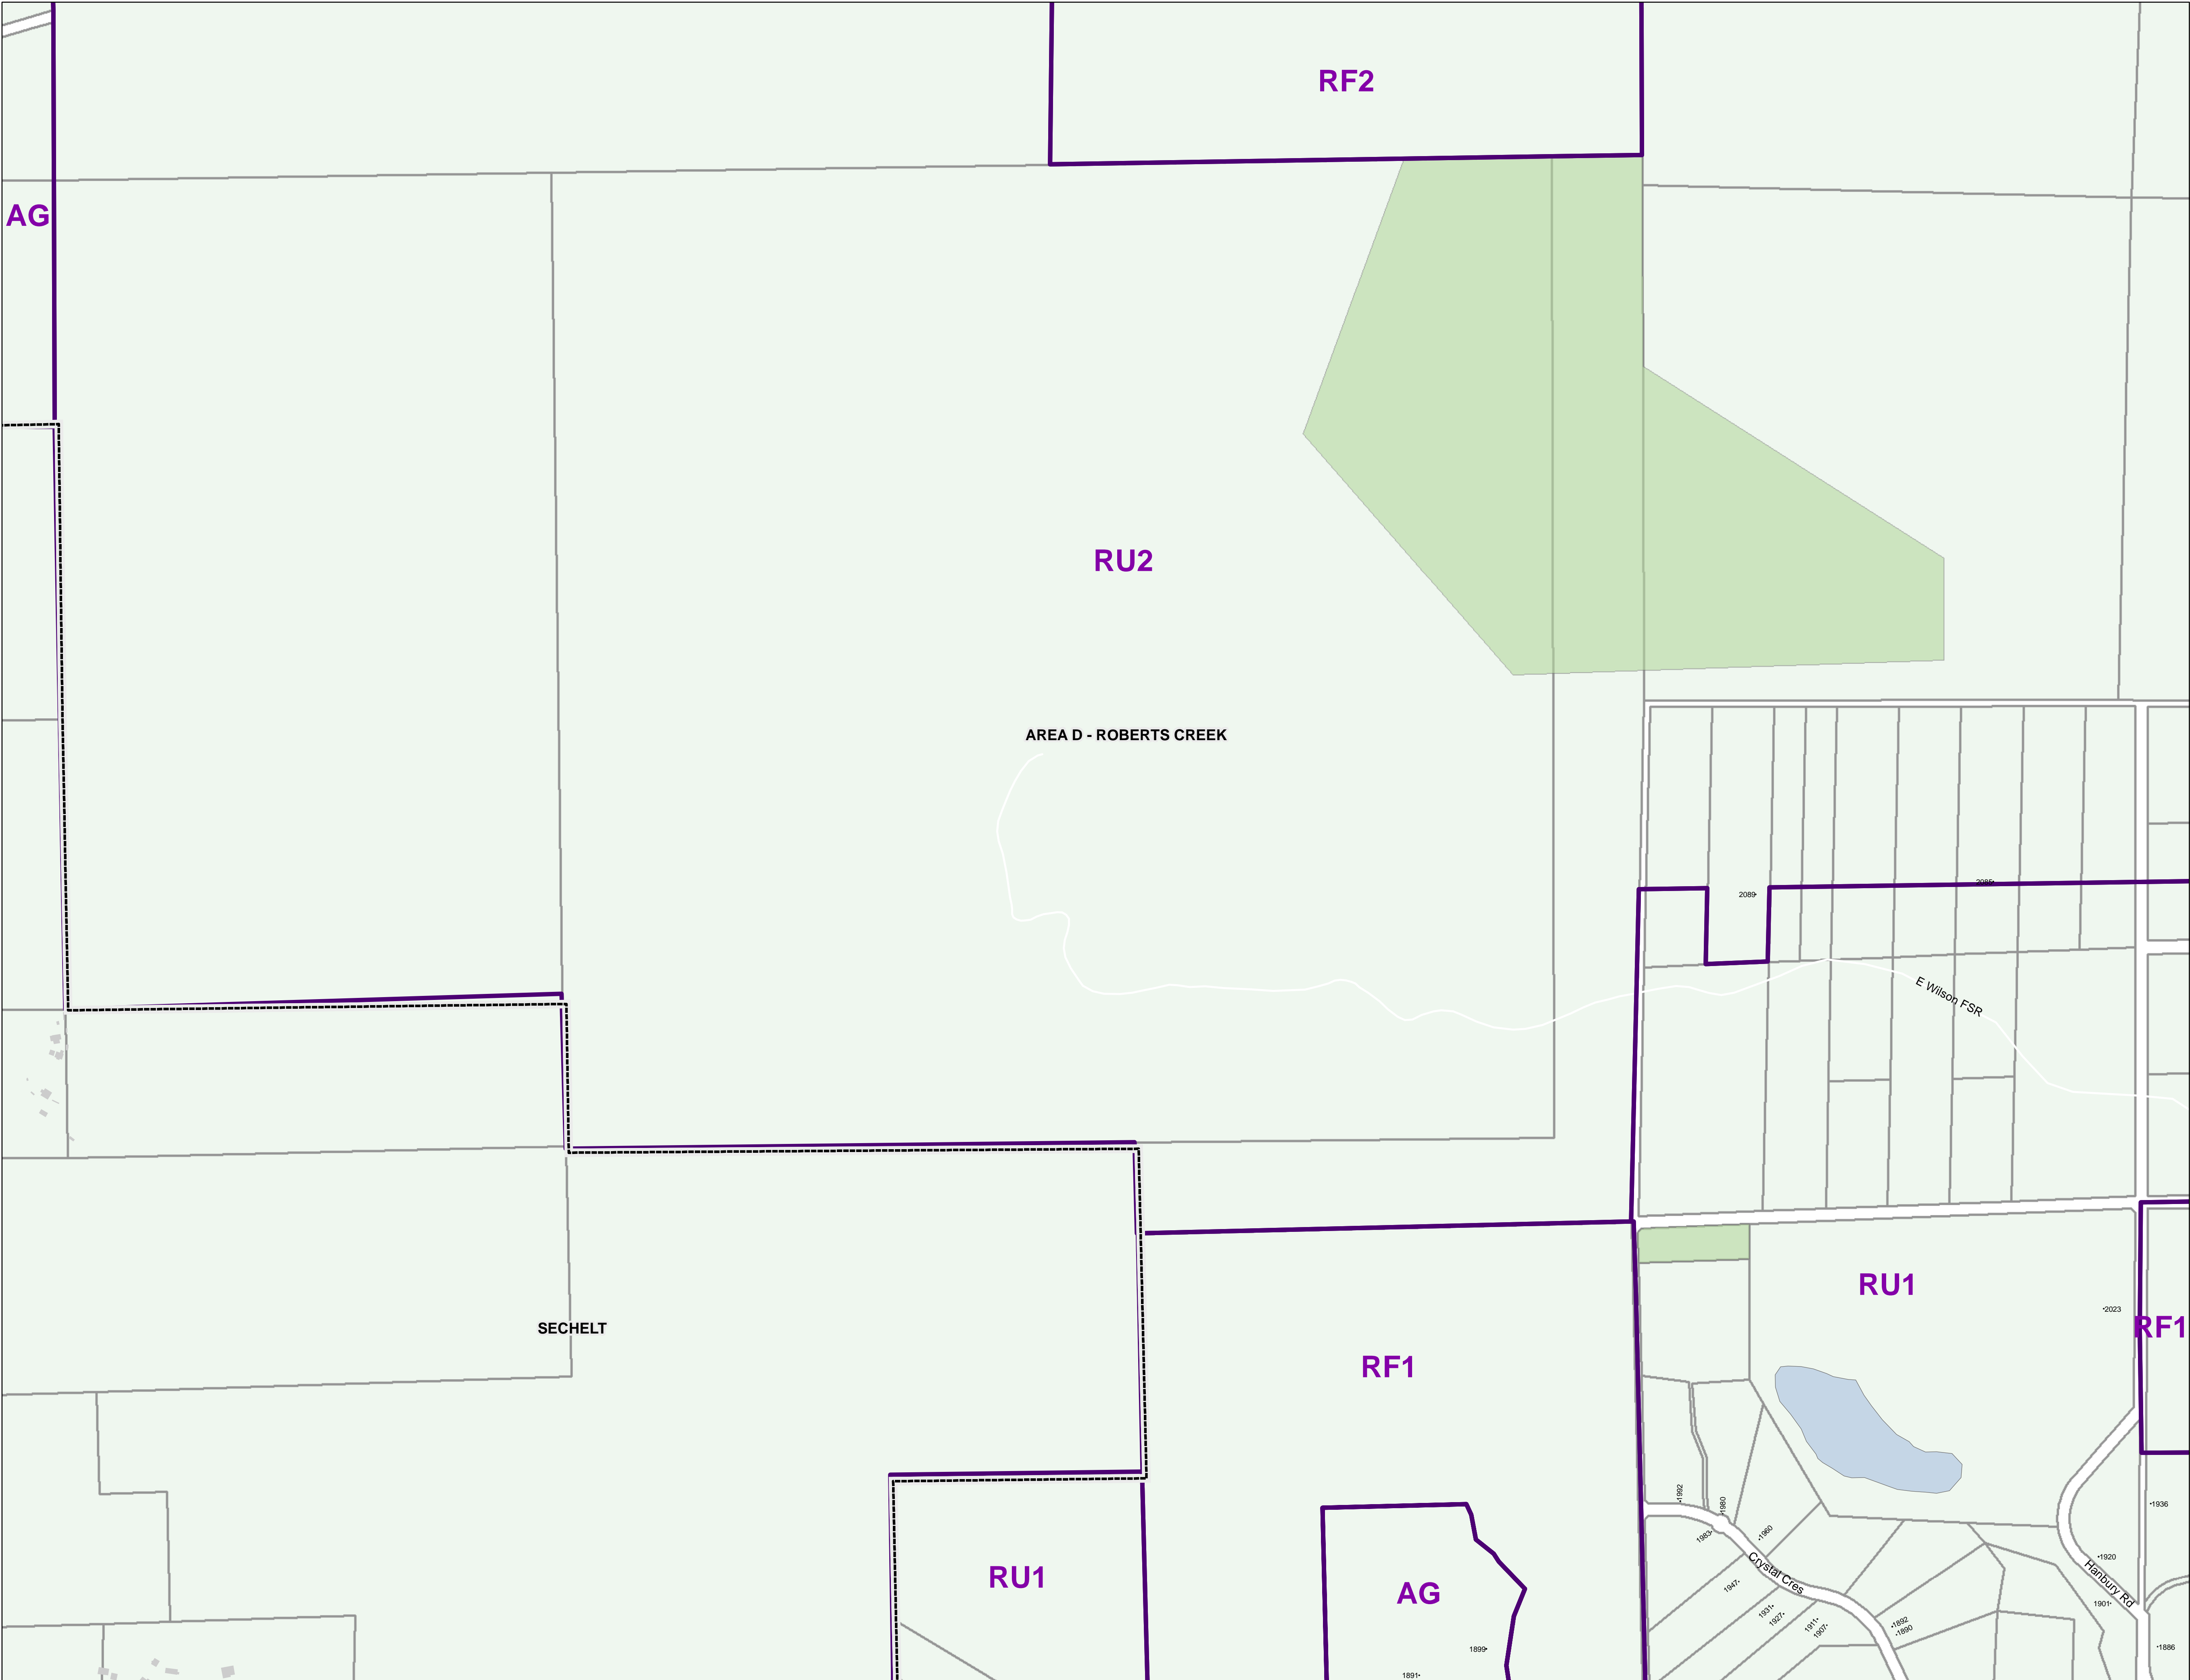 RF2
AG
RU2
AREA D - ROBERTS CREEK
2089
2085
E Wilson FSR
RU1
2023
RF1
SECHELT
RF1
1992
1980
1936
1983
1960
1920
RU1
Crystal Cres
Hanbury Rd
AG
1947
1931
1927
1911
1907
1901
1892
1890
1899
1886
1891